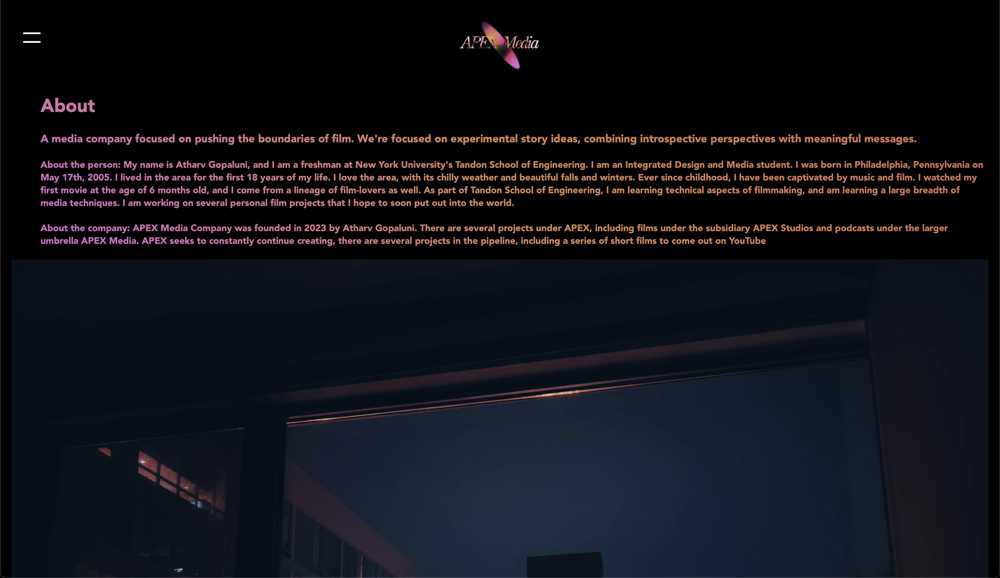 APEX Media
About
A media company focused on pushing the boundaries of film. We're focused on experimental story ideas, combining introspective perspectives with meaningful messages.
About the person: My name is Atharv Gopaluni, and I am a freshman at New York University's Tandon School of Engineering. I am an Integrated Design and Media student. I was born in Philadelphia, Pennsylvania on
May 17th, 2005. I lived in the area for the first 18 years of my life. I love the area, with its chilly weather and beautiful falls and winters. Ever since childhood, I have been captivated by music and film. I watched my
first movie at the age of 6 months old, and I come from a lineage of film-lovers as well. As part of Tandon School of Engineering, I am learning technical aspects of filmmaking, and am learning a large breadth of
media techniques. I am working on several personal film projects that I hope to soon put out into the world.
About the company: APEX Media Company was founded in 2023 by Atharv Gopaluni. There are several projects under APEX, including films under the subsidiary APEX Studios and podcasts under the larger
umbrella APEX Media. APEX seeks to constantly continue creating, there are several projects in the pipeline, including a series of short films to come out on YouTube